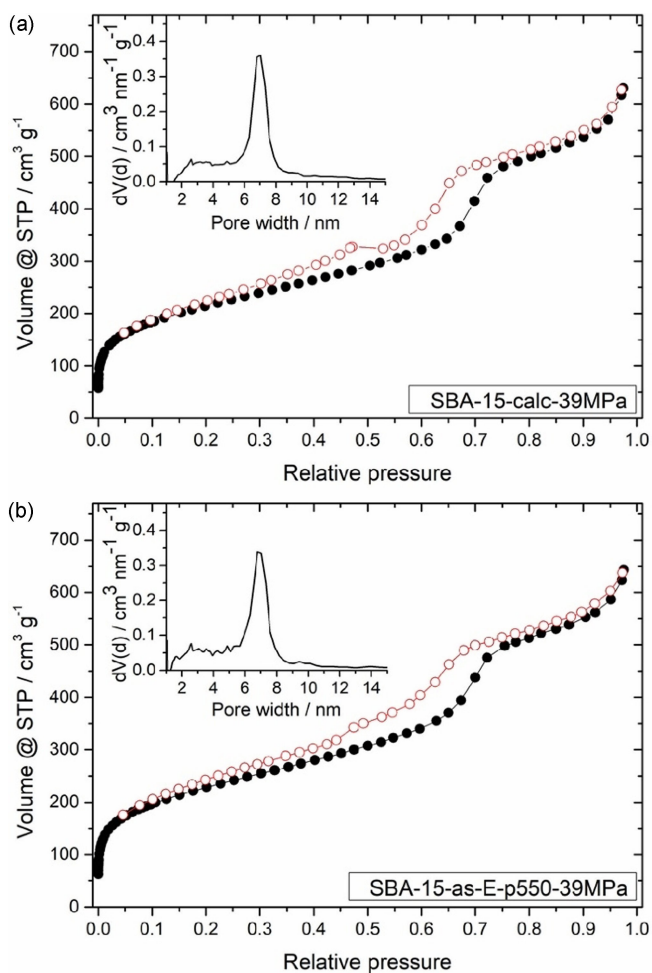 (a)
700
600
500
400
300
200
100
0
Volume @ STP / cm³ g⁻¹
0.4
0.3
0.2
0.1
0.0
dV(d) / cm³ nm⁻¹ g⁻¹
2 4 6 8 10 12 14
Pore width / nm
SBA-15-calc-39MPa
0.0 0.1 0.2 0.3 0.4 0.5 0.6 0.7 0.8 0.9 1.0
Relative pressure
(b)
700
600
500
400
300
200
100
0
Volume @ STP / cm³ g⁻¹
0.4
0.3
0.2
0.1
0.0
dV(d) / cm³ nm⁻¹ g⁻¹
2 4 6 8 10 12 14
Pore width / nm
SBA-15-as-E-p550-39MPa
0.0 0.1 0.2 0.3 0.4 0.5 0.6 0.7 0.8 0.9 1.0
Relative pressure